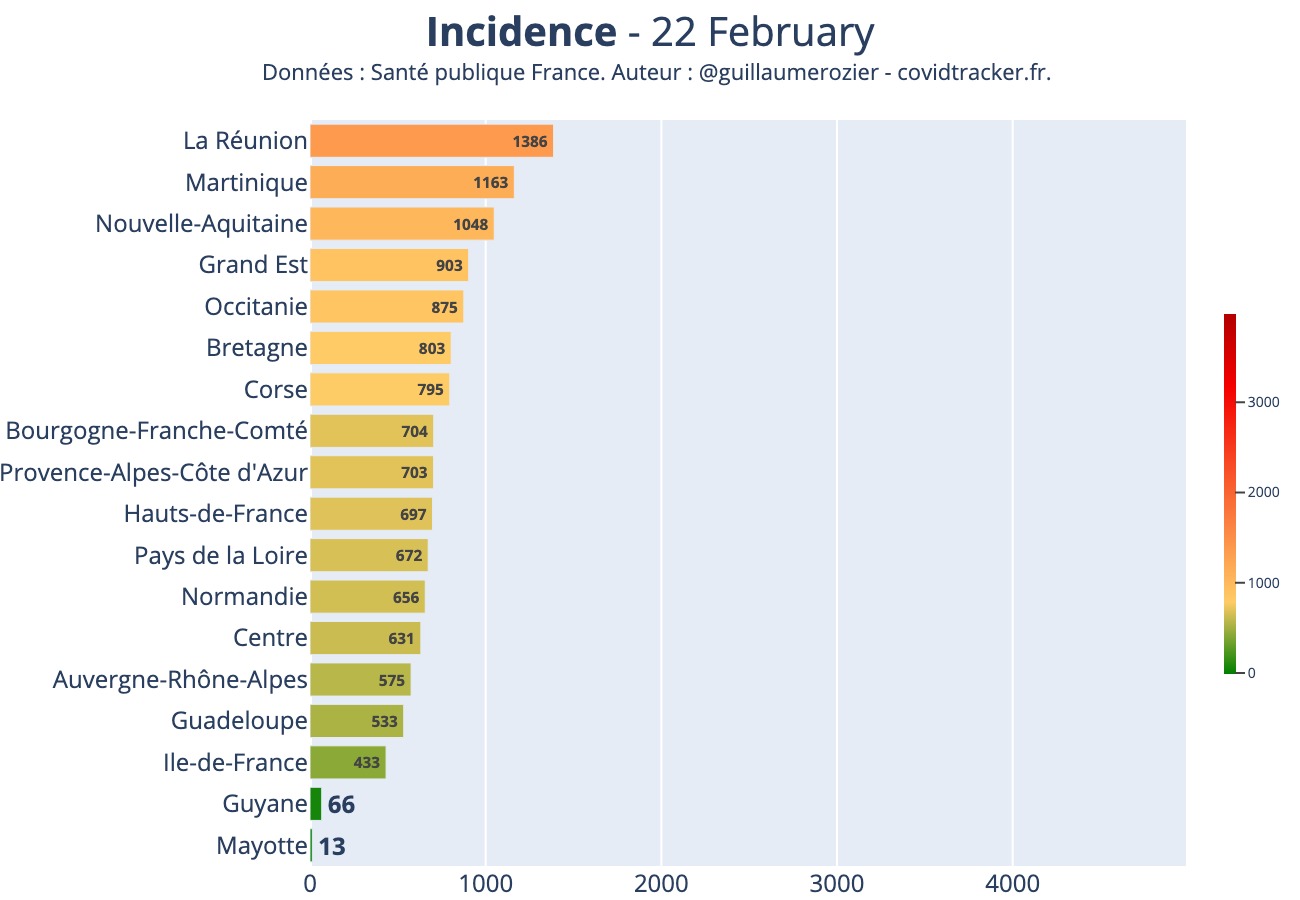 Incidence - 22 February
Données : Santé publique France. Auteur : @guillaumerozier - covidtracker.fr.
La Réunion 1386
Martinique 1163
Nouvelle-Aquitaine 1048
Grand Est 903
Occitanie 875
Bretagne 803
Corse 795
Bourgogne-Franche-Comté 704
Provence-Alpes-Côte d'Azur 703
Hauts-de-France 697
Pays de la Loire 672
Normandie 656
Centre 631
Auvergne-Rhône-Alpes 575
Guadeloupe 533
Ile-de-France 433
Guyane 66
Mayotte 13
0 1000 2000 3000 4000
3000
2000
1000
0